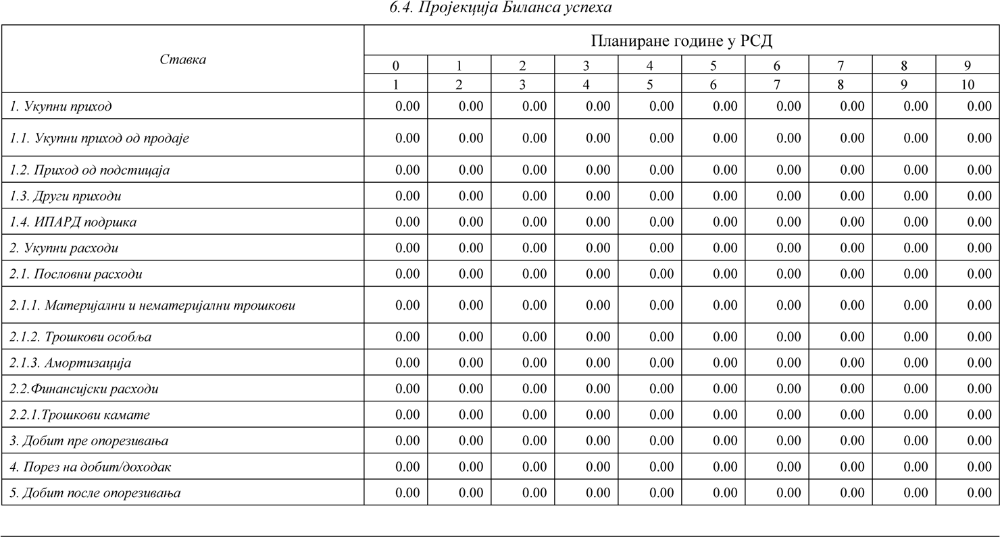 6.4. Пројекција Биланса успеха
Ставка
Планиране године у РСД
0 1 2 3 4 5 6 7 8 9
1 2 3 4 5 6 7 8 9 10
1. Укупни приход 0.00 0.00 0.00 0.00 0.00 0.00 0.00 0.00 0.00 0.00
1.1. Укупни приход од продаје 0.00 0.00 0.00 0.00 0.00 0.00 0.00 0.00 0.00 0.00
1.2. Приход од подстицаја 0.00 0.00 0.00 0.00 0.00 0.00 0.00 0.00 0.00 0.00
1.3. Други приходи 0.00 0.00 0.00 0.00 0.00 0.00 0.00 0.00 0.00 0.00
1.4. ИПАРД подршка 0.00 0.00 0.00 0.00 0.00 0.00 0.00 0.00 0.00 0.00
2. Укупни расходи 0.00 0.00 0.00 0.00 0.00 0.00 0.00 0.00 0.00 0.00
2.1. Пословни расходи 0.00 0.00 0.00 0.00 0.00 0.00 0.00 0.00 0.00 0.00
2.1.1. Материјални и нематеријални трошкови 0.00 0.00 0.00 0.00 0.00 0.00 0.00 0.00 0.00 0.00
2.1.2. Трошкови особља 0.00 0.00 0.00 0.00 0.00 0.00 0.00 0.00 0.00 0.00
2.1.3. Амортизација 0.00 0.00 0.00 0.00 0.00 0.00 0.00 0.00 0.00 0.00
2.2.Финансијски расходи 0.00 0.00 0.00 0.00 0.00 0.00 0.00 0.00 0.00 0.00
2.2.1.Трошкови камате 0.00 0.00 0.00 0.00 0.00 0.00 0.00 0.00 0.00 0.00
3. Добит пре опорезивања 0.00 0.00 0.00 0.00 0.00 0.00 0.00 0.00 0.00 0.00
4. Порез на добит/доходак 0.00 0.00 0.00 0.00 0.00 0.00 0.00 0.00 0.00 0.00
5. Добит после опорезивања 0.00 0.00 0.00 0.00 0.00 0.00 0.00 0.00 0.00 0.00